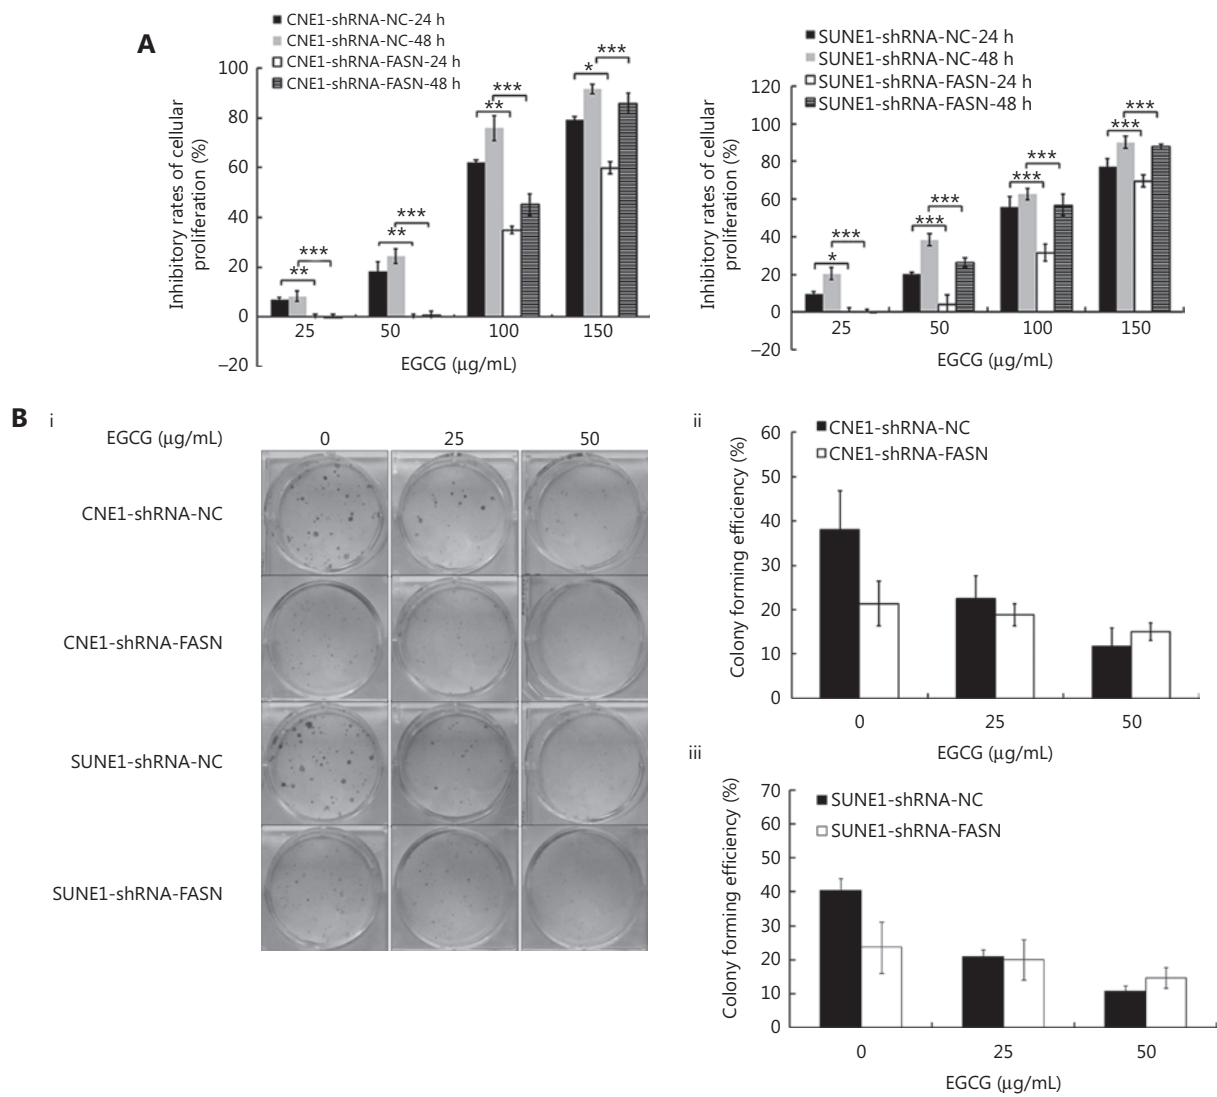 A
CNE1-shRNA-NC-24 h
CNE1-shRNA-NC-48 h
CNE1-shRNA-FASN-24 h
CNE1-shRNA-FASN-48 h
Inhibitory rates of cellular
proliferation (%)
100
80
60
40
20
0
–20
** ***
** ***
** ***
* ***
25 50 100 150
EGCG (μg/mL)
SUNE1-shRNA-NC-24 h
SUNE1-shRNA-NC-48 h
SUNE1-shRNA-FASN-24 h
SUNE1-shRNA-FASN-48 h
Inhibitory rates of cellular
proliferation (%)
120
100
80
60
40
20
0
–20
* ***
*** ***
*** ***
*** ***
25 50 100 150
EGCG (μg/mL)
B
i
EGCG (μg/mL) 0 25 50
CNE1-shRNA-NC
CNE1-shRNA-FASN
SUNE1-shRNA-NC
SUNE1-shRNA-FASN
ii
CNE1-shRNA-NC
CNE1-shRNA-FASN
Colony forming efficiency (%)
60
50
40
30
20
10
0
0 25 50
EGCG (μg/mL)
iii
SUNE1-shRNA-NC
SUNE1-shRNA-FASN
Colony forming efficiency (%)
70
60
50
40
30
20
10
0
0 25 50
EGCG (μg/mL)